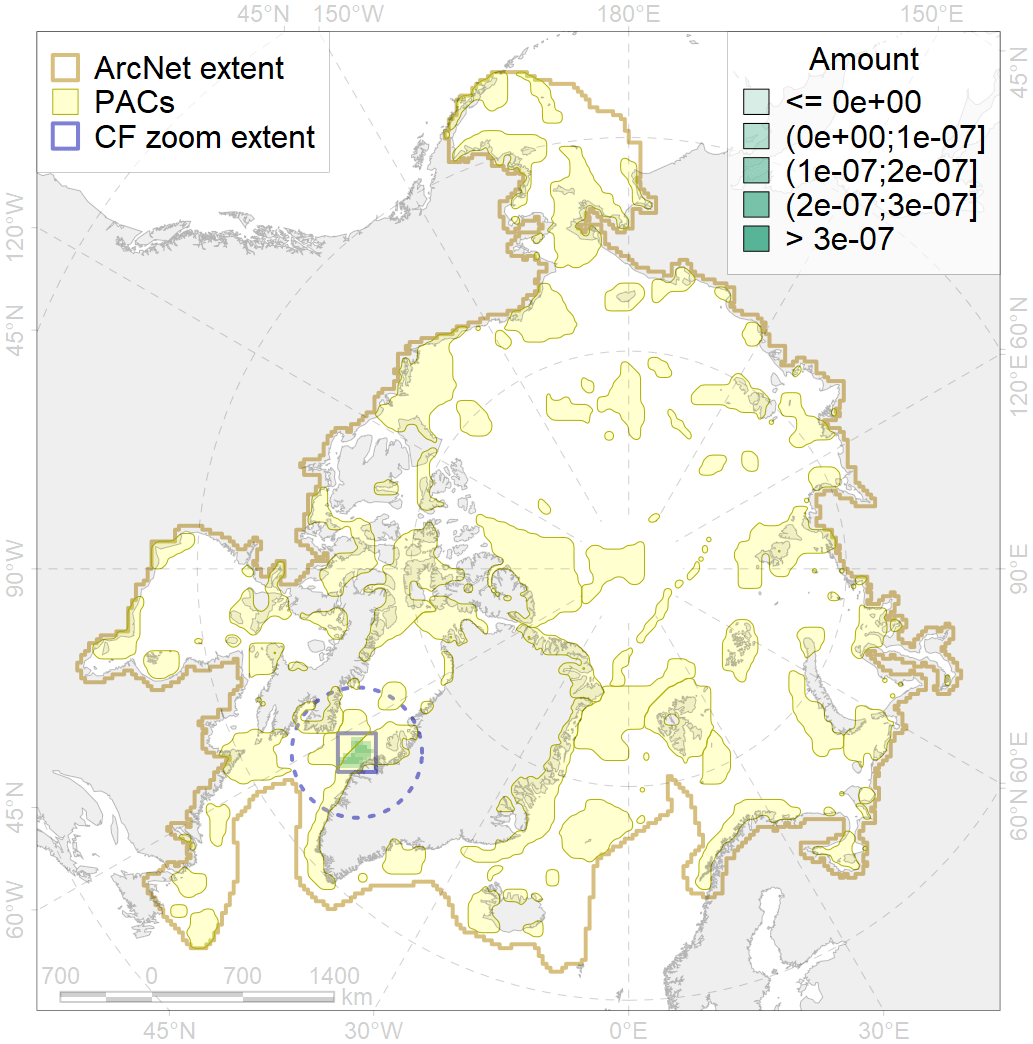 45°N 150°W 180°E 150°E
ArcNet extent
PACs
CF zoom extent
Amount
<= 0e+00
(0e+00;1e-07]
(1e-07;2e-07]
(2e-07;3e-07]
> 3e-07
120°W
45°N
90°W
45°N
60°W
45°N
60°N
120°E
90°E
60°E
60°N
700 0 700 1400
km
45°W 30°W 0°E 30°E